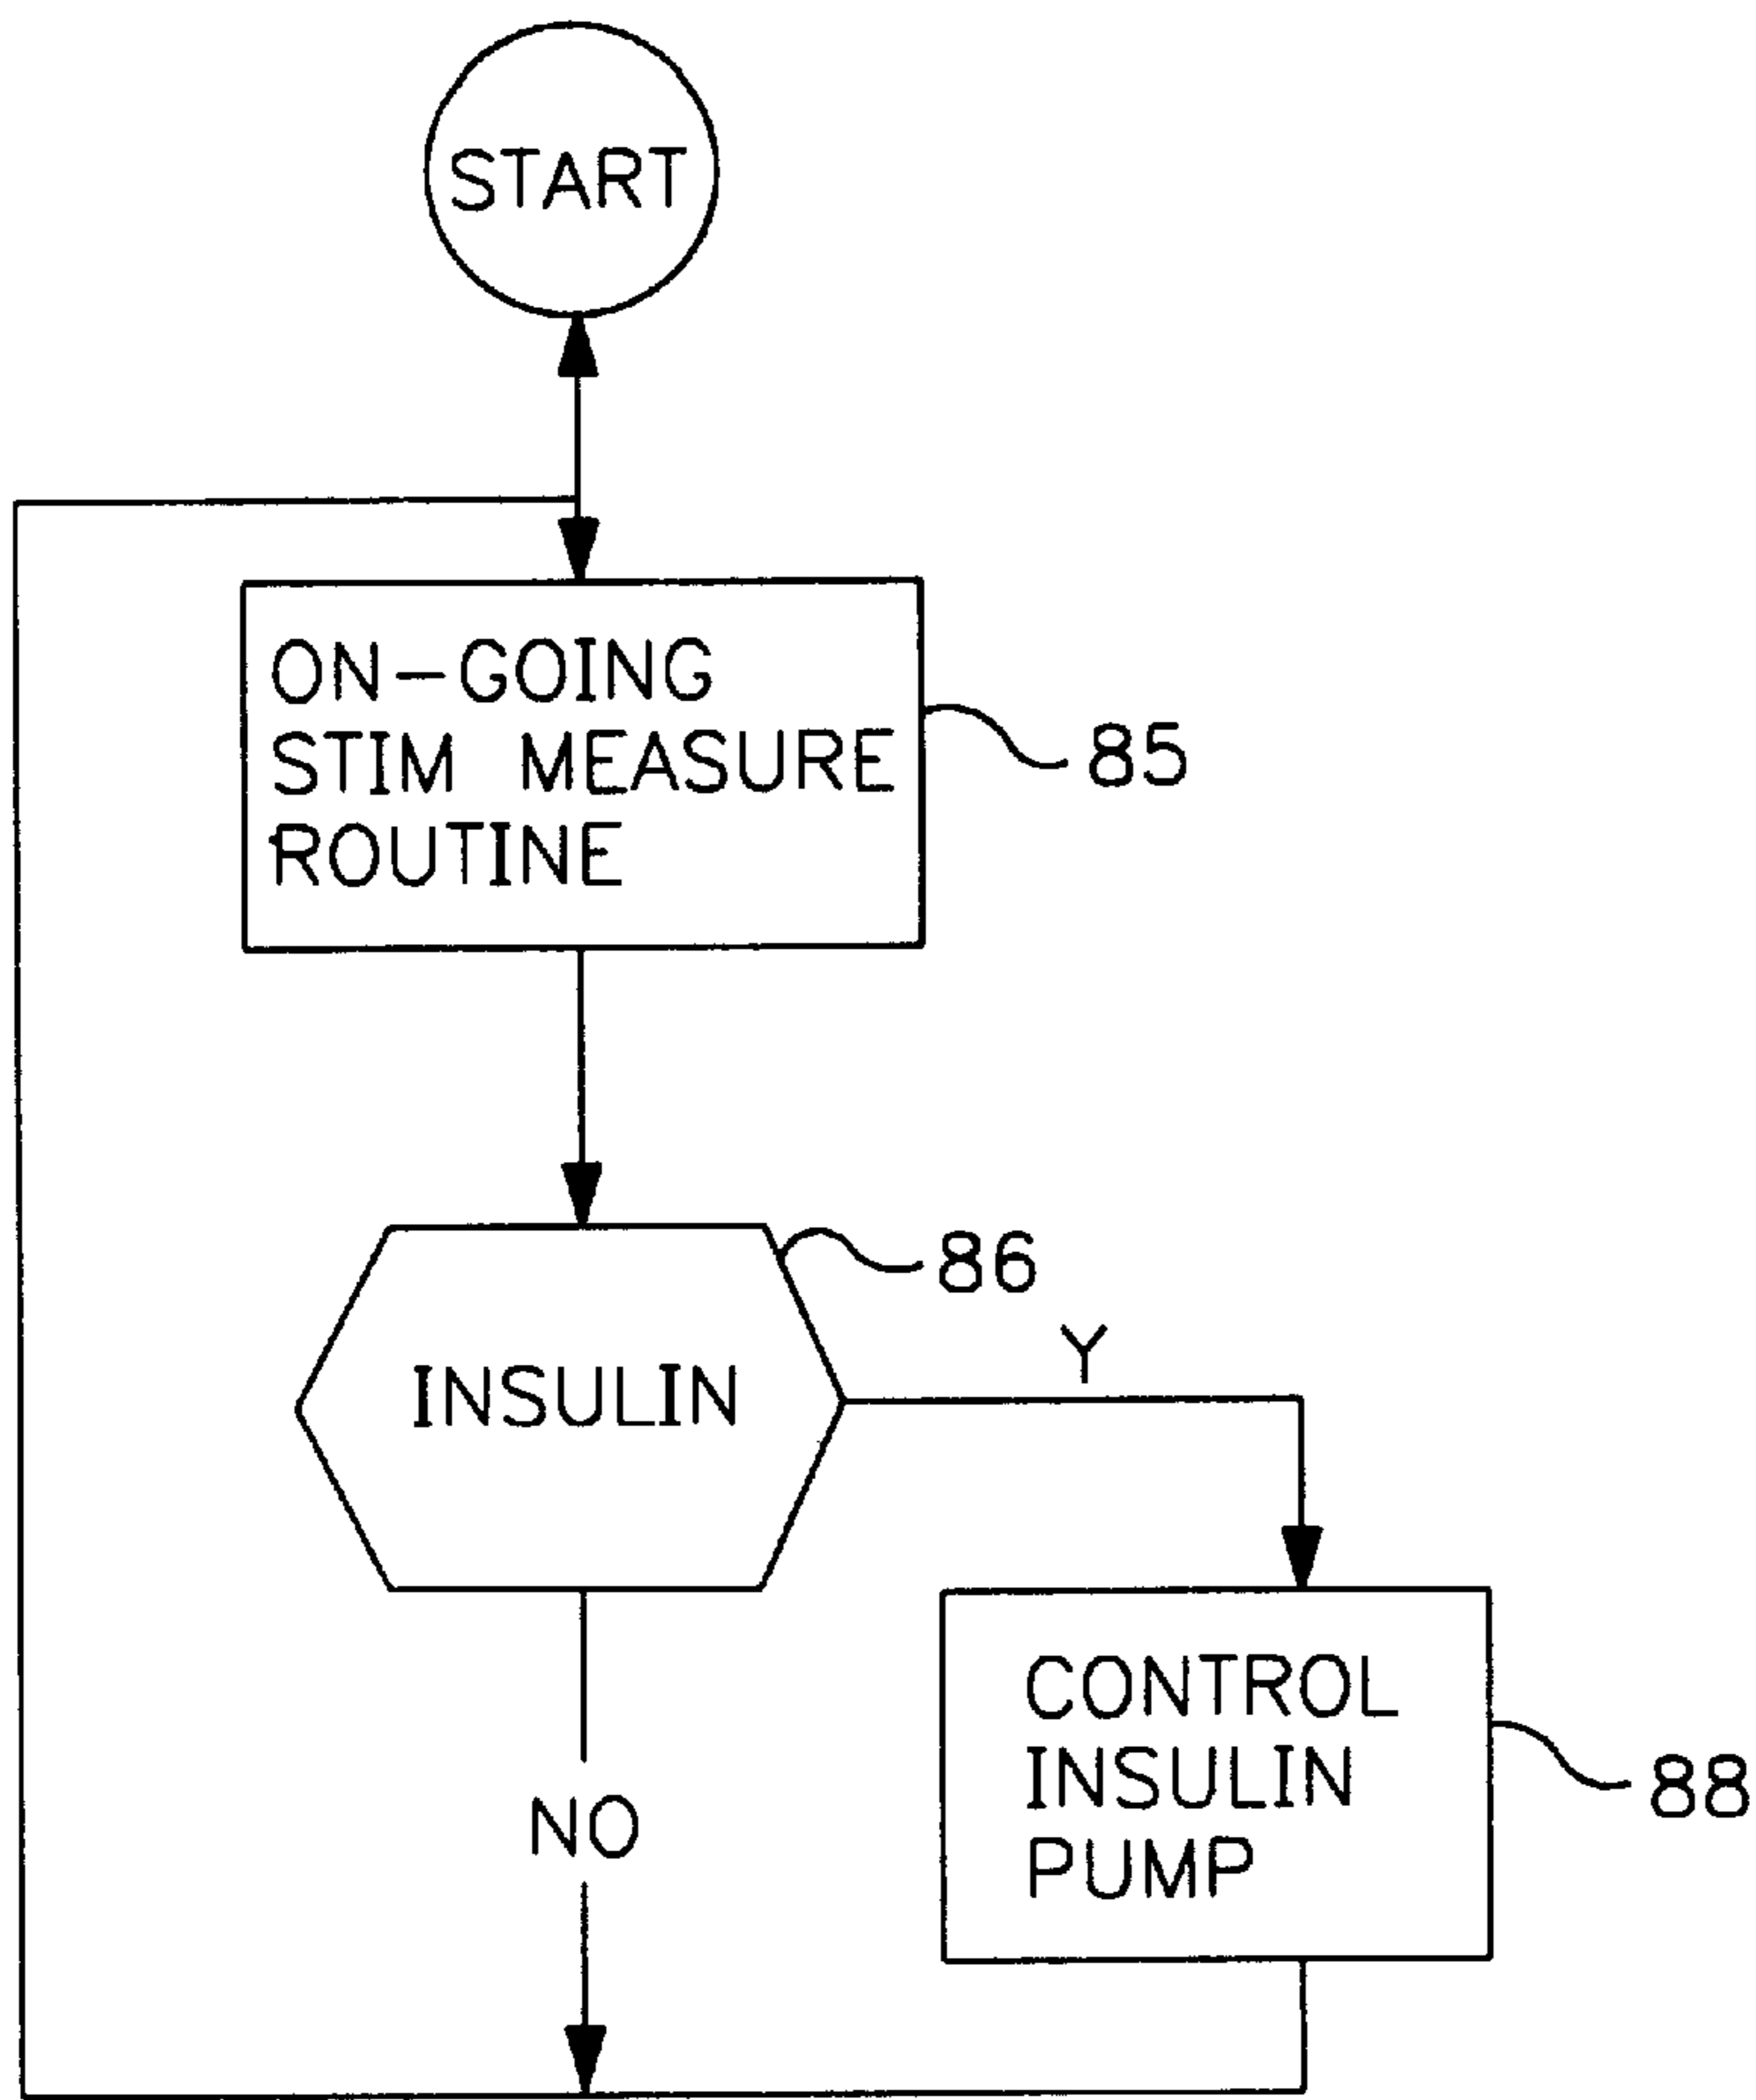 START
ON-GOING
STIM MEASURE
ROUTINE
85
86
INSULIN
Y
NO
CONTROL
INSULIN
PUMP
88